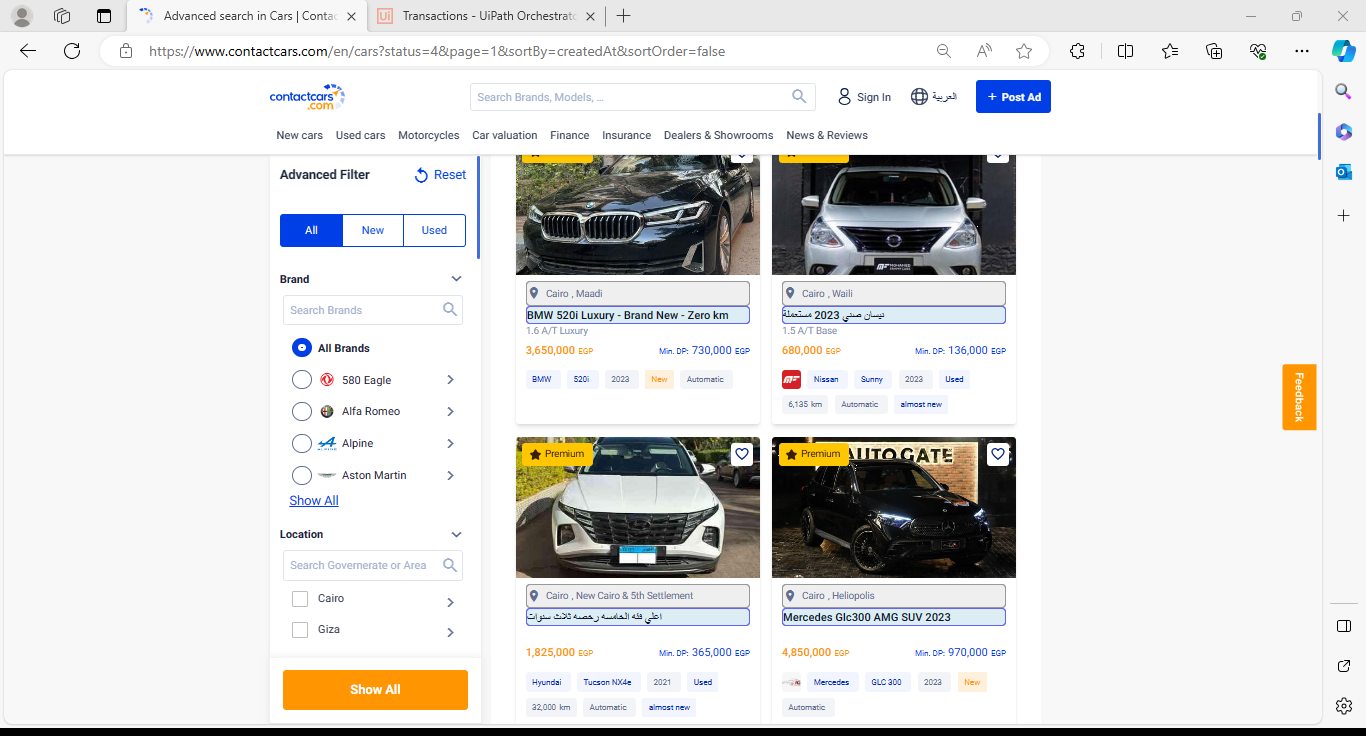 Advanced search in Cars | Contac
Transactions - UiPath Orchestrato
https://www.contactcars.com/en/cars?status=4&page=1&sortBy=createdAt&sortOrder=false
contactcars
.com
Search Brands, Models, ...
Sign In
العربية
+ Post Ad
New cars Used cars Motorcycles Car valuation Finance Insurance Dealers & Showrooms News & Reviews
Advanced Filter
Reset
All New Used
Brand
Search Brands
All Brands
580 Eagle
Alfa Romeo
Alpine
Aston Martin
Show All
Location
Search Governerate or Area
Cairo
Giza
Show All
Cairo , Maadi
BMW 520i Luxury - Brand New - Zero km
1.6 A/T Luxury
3,650,000 EGP Min. DP: 730,000 EGP
BMW 520i 2023 New Automatic
Cairo , Waili
نيسان صني 2023 مستعملة
1.5 A/T Base
680,000 EGP Min. DP: 136,000 EGP
Nissan Sunny 2023 Used
6,135 km Automatic almost new
Premium
Cairo , New Cairo & 5th Settlement
اعلي فئه الخامسه رخصه ثلاث سنوات
1,825,000 EGP Min. DP: 365,000 EGP
Hyundai Tucson NX4e 2021 Used
32,000 km Automatic almost new
Premium
AUTO GATE
Cairo , Heliopolis
Mercedes Glc300 AMG SUV 2023
4,850,000 EGP Min. DP: 970,000 EGP
Mercedes GLC 300 2023 New
Automatic
Feedback